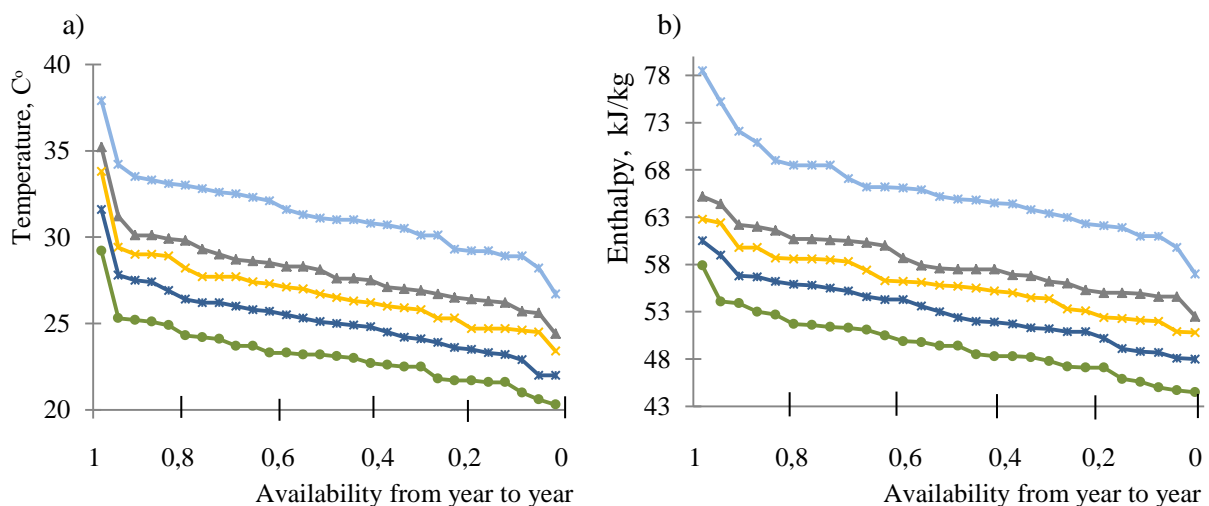 a)
Temperature, Cº
40
35
30
25
20
1 0,8 0,6 0,4 0,2 0
Availability from year to year
b)
Enthalpy, kJ/kg
78
73
68
63
58
53
48
43
1 0,8 0,6 0,4 0,2 0
Availability from year to year